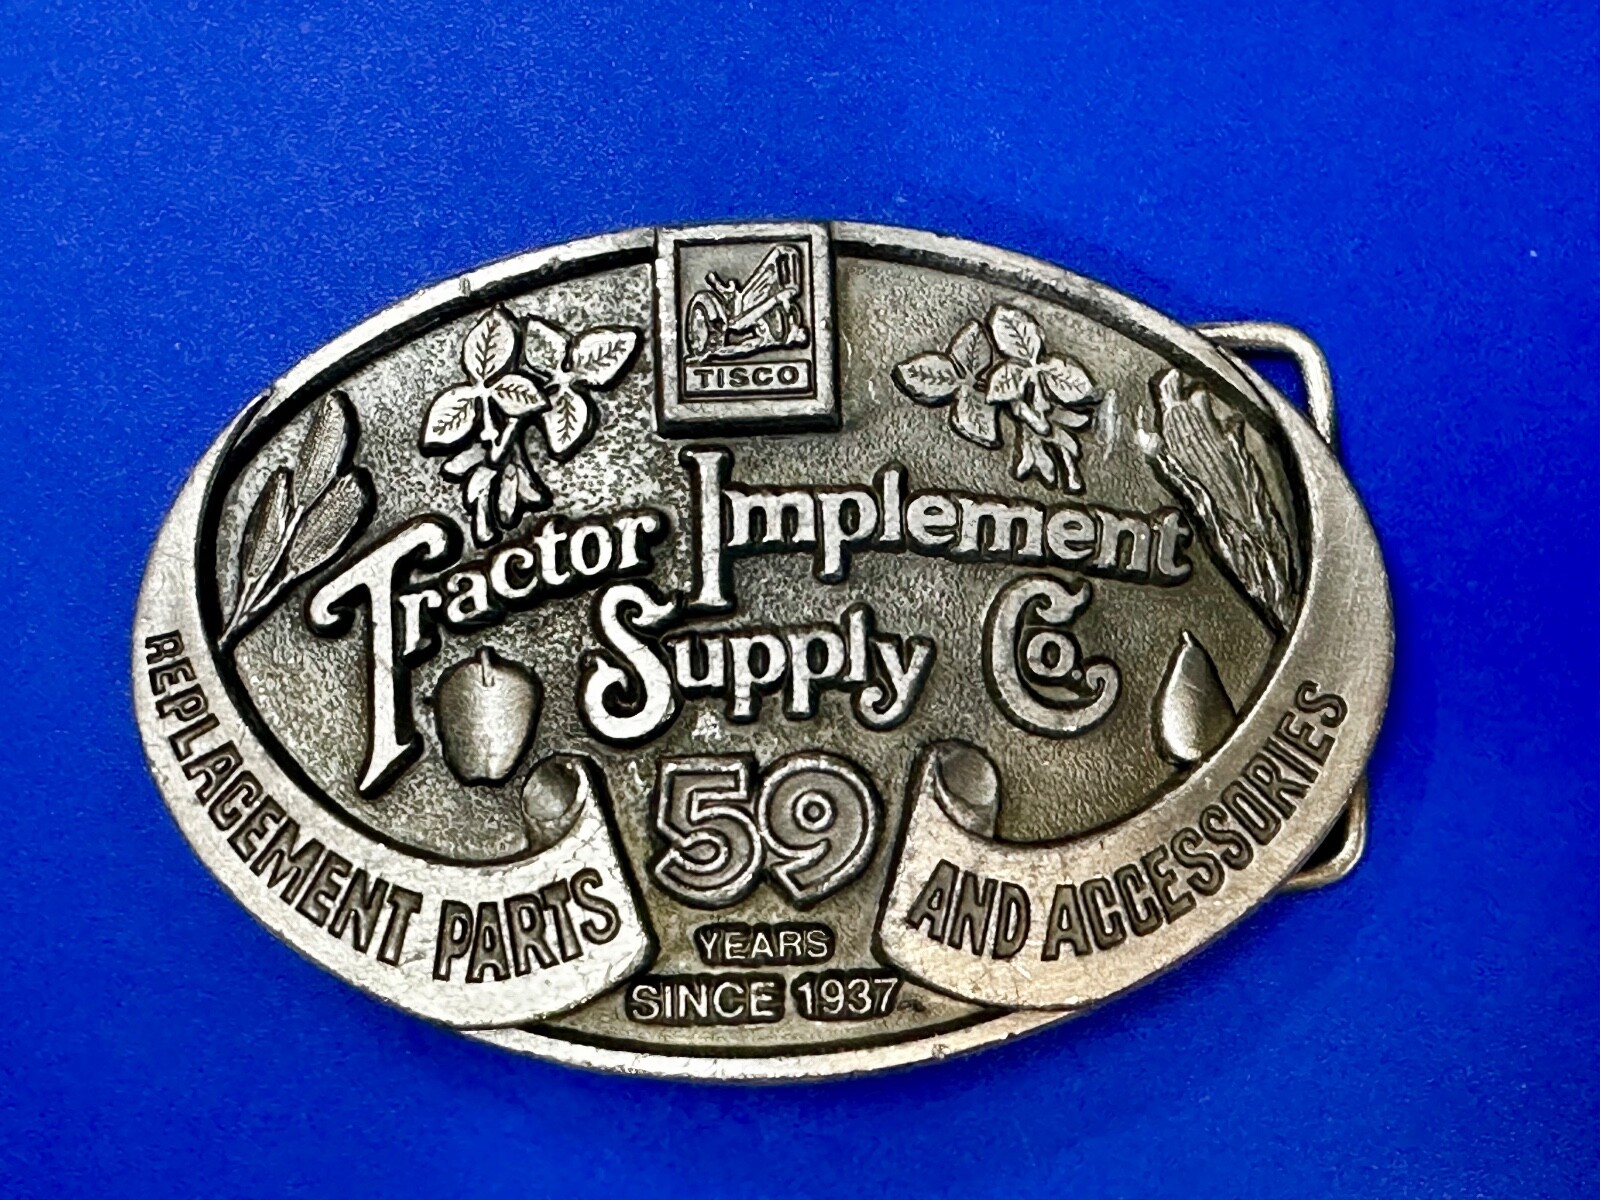 TISCO
Tractor Implement
Supply Co.
59
YEARS
SINCE 1937
REPLACEMENT PARTS
AND ACCESSORIES